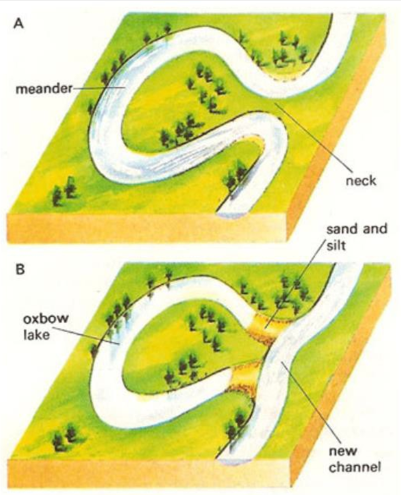 A
meander
neck
sand and
silt
B
oxbow
lake
new
channel